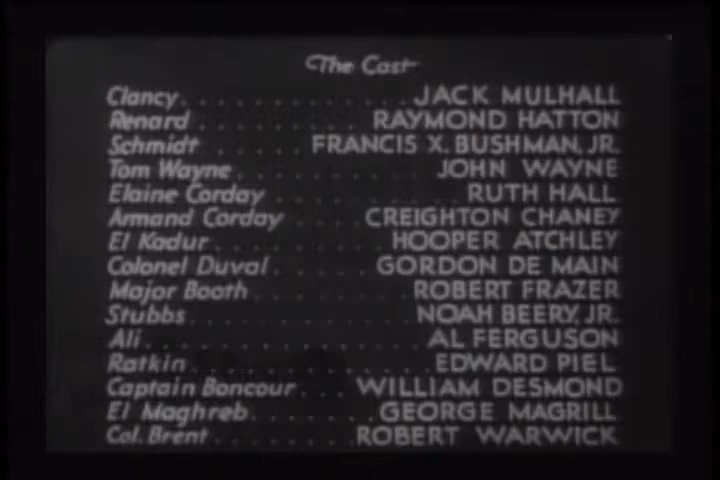 The Cast
Clancy. . . . . . . . . . . . . JACK MULHALL
Renard . . . . . . . . . . RAYMOND HATTON
Schmidt . . . . . . FRANCIS X. BUSHMAN, JR.
Tom Wayne. . . . . . . . . . . JOHN WAYNE
Elaine Corday . . . . . . . . . . . RUTH HALL
Armand Corday . . . . CREIGHTON CHANEY
El Kadur. . . . . . . . . . HOOPER ATCHLEY
Colonel Duval. . . . . . GORDON DE MAIN
Major Booth . . . . . . . . . ROBERT FRAZER
Stubbs. . . . . . . . . . . . NOAH BEERY, JR.
Ali. . . . . . . . . . . . . . . . AL FERGUSON
Ratkin. . . . . . . . . . . . . EDWARD PIEL
Captain Boncour. . . WILLIAM DESMOND
El Maghreb. . . . . . . GEORGE MAGRILL
Col. Brent. . . . . . . . ROBERT WARWICK